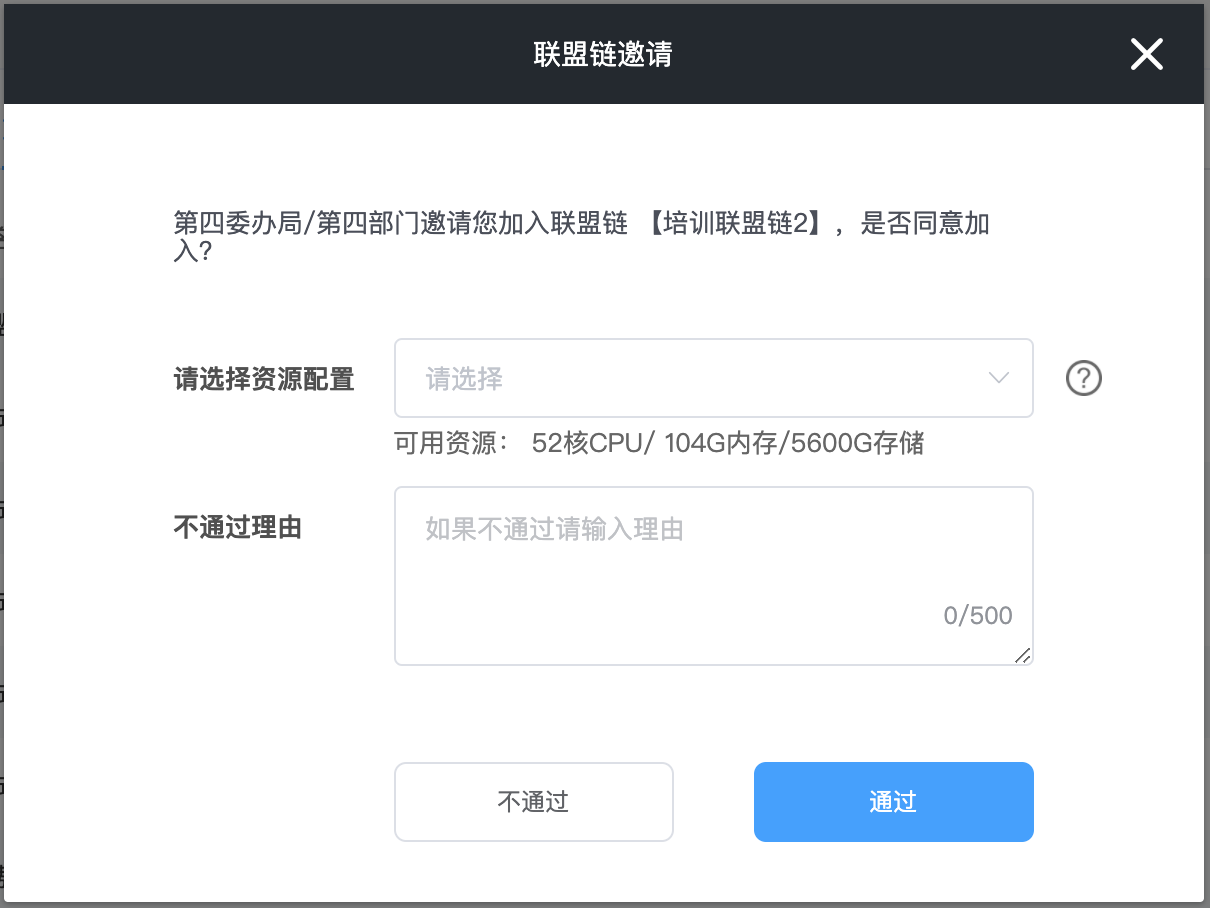 联盟链邀请
第四委办局/第四部门邀请您加入联盟链 【培训联盟链2】，是否同意加
入?
请选择资源配置
请选择
可用资源： 52核CPU/ 104G内存/5600G存储
不通过理由
如果不通过请输入理由
0/500
不通过
通过